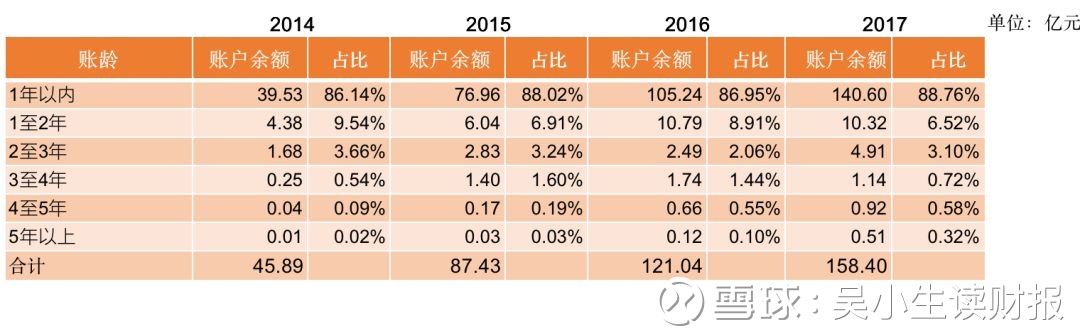 2014 2015 2016 2017 单位：亿元
账龄 账户余额 占比 账户余额 占比 账户余额 占比 账户余额 占比
1年以内 39.53 86.14% 76.96 88.02% 105.24 86.95% 140.60 88.76%
1至2年 4.38 9.54% 6.04 6.91% 10.79 8.91% 10.32 6.52%
2至3年 1.68 3.66% 2.83 3.24% 2.49 2.06% 4.91 3.10%
3至4年 0.25 0.54% 1.40 1.60% 1.74 1.44% 1.14 0.72%
4至5年 0.04 0.09% 0.17 0.19% 0.66 0.55% 0.92 0.58%
5年以上 0.01 0.02% 0.03 0.03% 0.12 0.10% 0.51 0.32%
合计 45.89 87.43 121.04 158.40
雪球：吴小生读财报